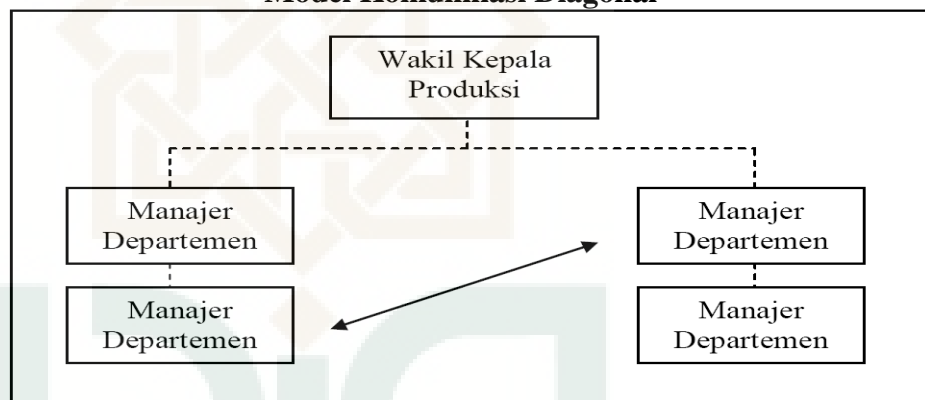 Model Komunikasi Diagonal
Wakil Kepala
Produksi
Manajer
Departemen
Manajer
Departemen
Manajer
Departemen
Manajer
Departemen